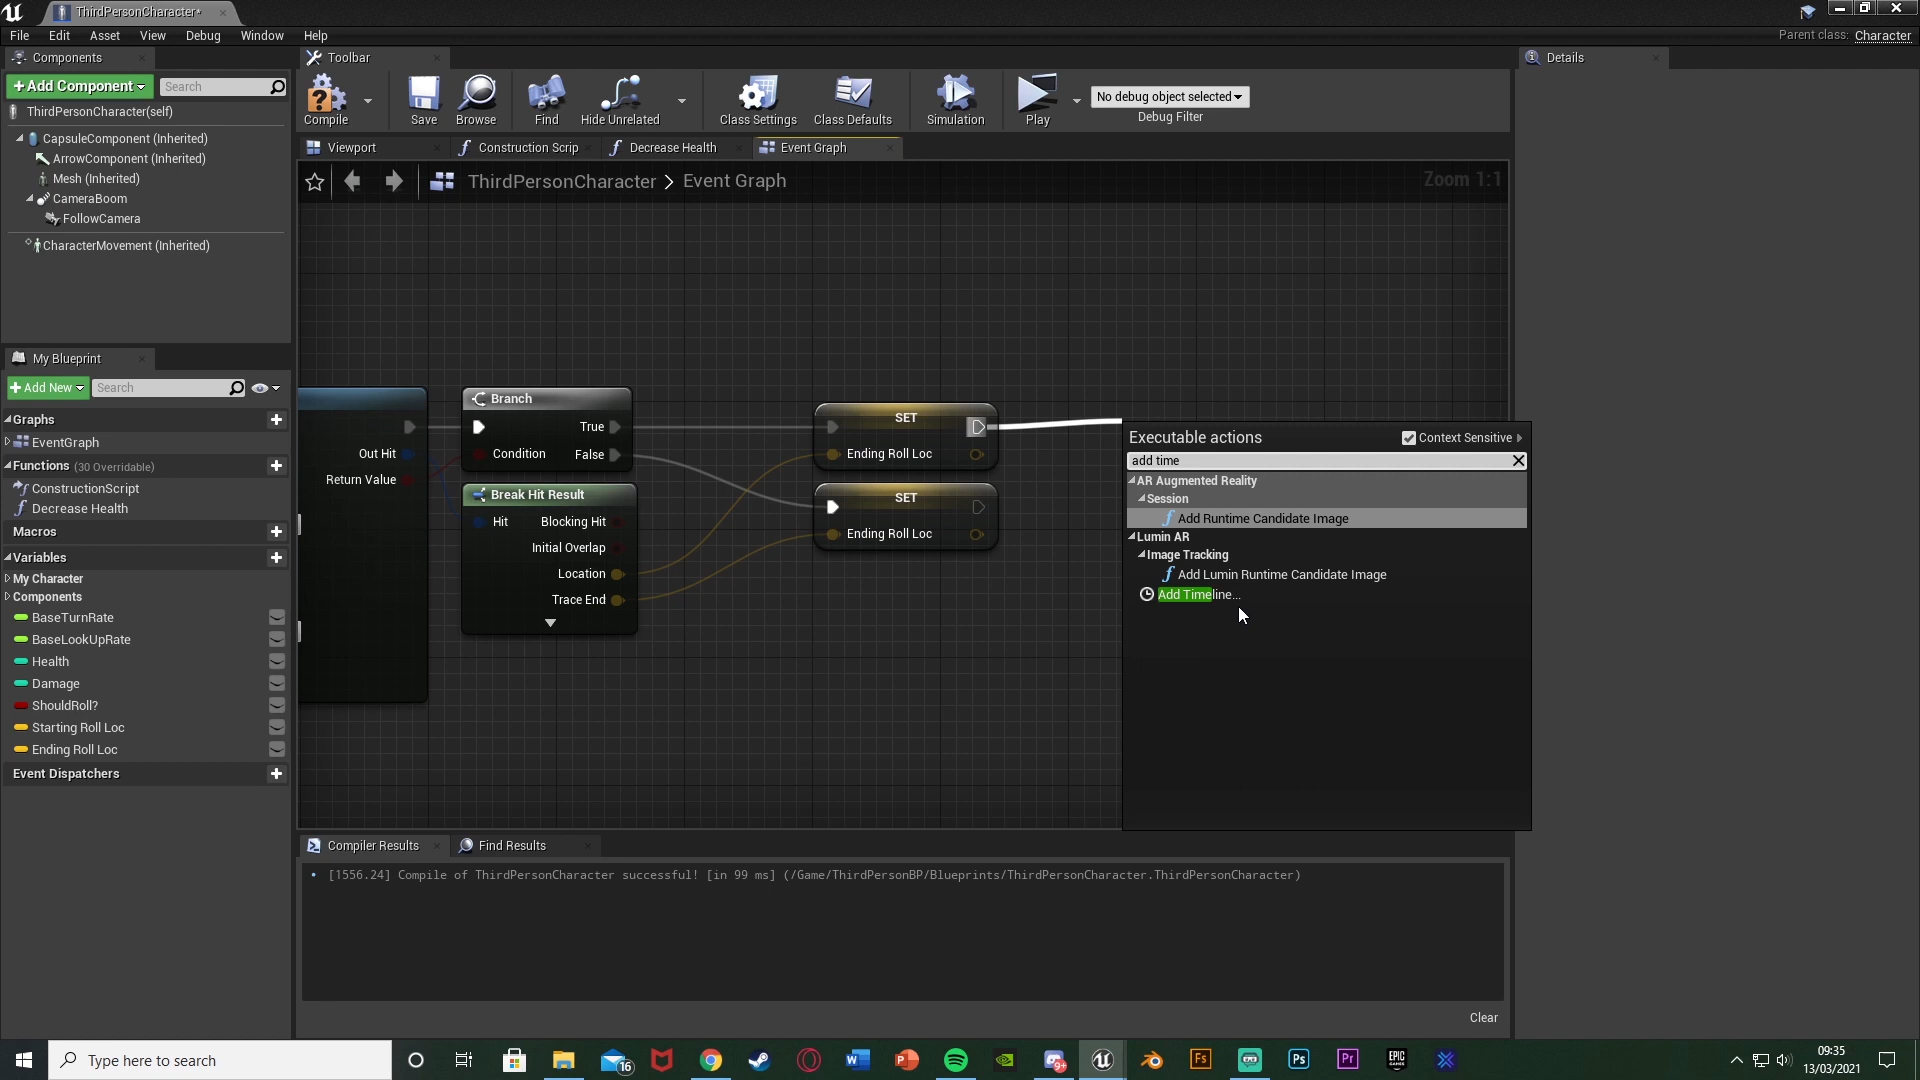 ThirdPersonCharacter*
File Edit Asset View Debug Window Help
Parent class: Character
Components
Toolbar
Details
+Add Component
Search
Compile
Save
Browse
Find
Hide Unrelated
Class Settings
Class Defaults
Simulation
Play
No debug object selected
Debug Filter
ThirdPersonCharacter(self)
CapsuleComponent (Inherited)
ArrowComponent (Inherited)
Mesh (Inherited)
CameraBoom
FollowCamera
CharacterMovement (Inherited)
Viewport
Construction Scrip
Decrease Health
Event Graph
ThirdPersonCharacter > Event Graph
Zoom 1:1
My Blueprint
+Add New
Search
Graphs
EventGraph
Functions (30 Overridable)
ConstructionScript
Decrease Health
Macros
Variables
My Character
Components
BaseTurnRate
BaseLookUpRate
Health
Damage
ShouldRoll?
Starting Roll Loc
Ending Roll Loc
Event Dispatchers
Out Hit
Return Value
Branch
True
Condition
False
Break Hit Result
Hit
Blocking Hit
Initial Overlap
Location
Trace End
SET
Ending Roll Loc
SET
Ending Roll Loc
Executable actions
Context Sensitive
add time
AR Augmented Reality
Session
Add Runtime Candidate Image
Lumin AR
Image Tracking
Add Lumin Runtime Candidate Image
Add Timeline...
Compiler Results
Find Results
[1556.24] Compile of ThirdPersonCharacter successful! [in 99 ms] (/Game/ThirdPersonBP/Blueprints/ThirdPersonCharacter.ThirdPersonCharacter)
Clear
Type here to search
16
9+
Fs
Ps
Pr
EPIC GAMES
09:35
13/03/2021